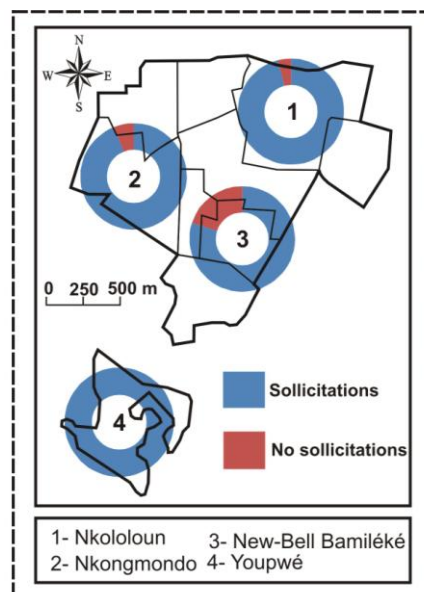 N
W E
S
1
2
3
0 250 500 m
4
Sollicitations
No sollicitations
1- Nkololoun 3- New-Bell Bamiléké
2- Nkongmondo 4- Youpwé